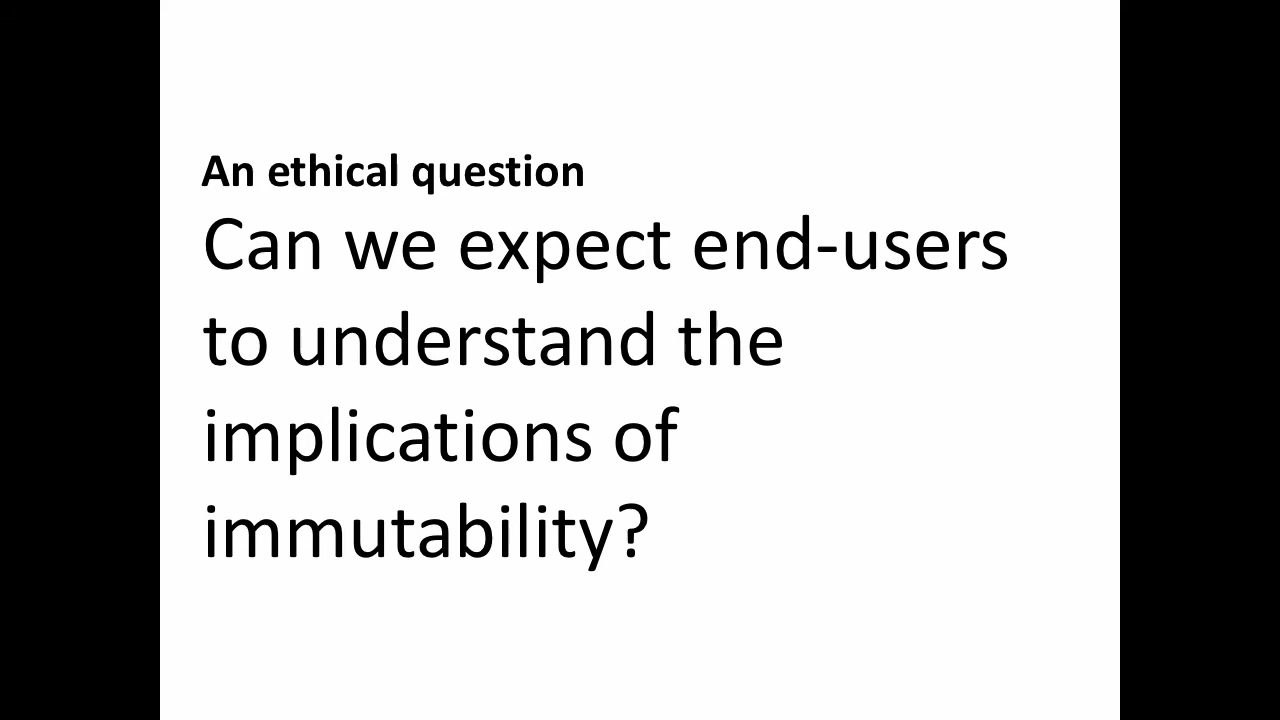 An ethical question
Can we expect end-users
to understand the
implications of
immutability?